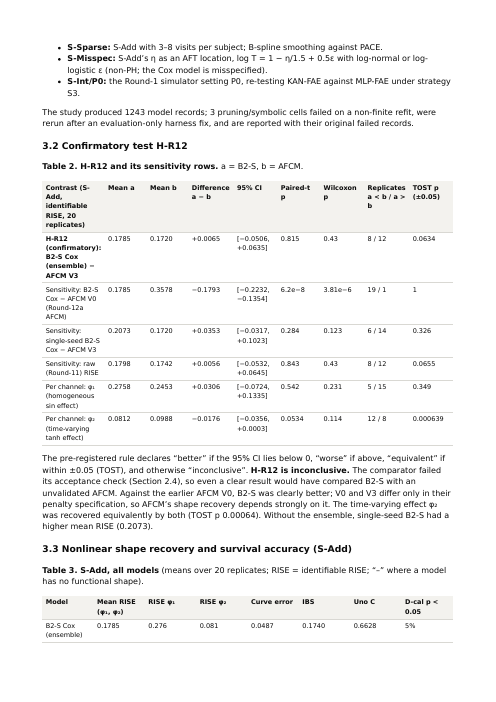 • S-Sparse: S-Add with 3–8 visits per subject; B-spline smoothing against PACE.
• S-Misspec: S-Add's η as an AFT location, log T = 1 − η/1.5 + 0.5ε with log-normal or log-
logistic ε (non-PH; the Cox model is misspecified).
• S-Int/P0: the Round-1 simulator setting P0, re-testing KAN-FAE against MLP-FAE under strategy
S3.
The study produced 1243 model records; 3 pruning/symbolic cells failed on a non-finite refit, were
rerun after an evaluation-only harness fix, and are reported with their original failed records.
3.2 Confirmatory test H-R12
Table 2. H-R12 and its sensitivity rows. a = B-S, b = AFCM.
Contrast (S- Mean a Mean b Difference 95% CI Paired-t Wilcoxon Replicates TOST p
Add, a − b p p a < b / a > (±0.05)
identifiable b
RISE, 20
replicates)
H-R12 0.1785 0.1720 +0.0065 [−0.0506, 0.815 0.43 8 / 12 0.0634
(confirmatory): +0.0635]
B2-S Cox
(ensemble) −
AFCM V3
Sensitivity: B2-S 0.1785 0.3578 −0.1793 [−0.2232, 6.2e−8 3.81e−6 19 / 1 1
Cox − AFCM V0 −0.1354]
(Round-12a
AFCM)
Sensitivity: 0.2073 0.1720 +0.0353 [−0.0317, 0.284 0.123 6 / 14 0.326
single-seed B2-S +0.1023]
Cox − AFCM V3
Sensitivity: raw 0.1798 0.1742 +0.0056 [−0.0532, 0.843 0.43 8 / 12 0.0655
(Round-11) RISE +0.0645]
Per channel: φ₁ 0.2758 0.2453 +0.0306 [−0.0724, 0.542 0.231 5 / 15 0.349
(homogeneous +0.1335]
sin effect)
Per channel: φ₂ 0.0812 0.0988 −0.0176 [−0.0356, 0.0534 0.114 12 / 8 0.000639
(time-varying +0.0003]
tanh effect)
The pre-registered rule declares “better” if the 95% CI lies below 0, “worse” if above, “equivalent” if
within ±0.05 (TOST), and otherwise “inconclusive”. H-R12 is inconclusive. The comparator failed
its acceptance check (Section 2.4), so even a clear result would have compared B2-S with an
unvalidated AFCM. Against the earlier AFCM V0, B2-S was clearly better; V0 and V3 differ only in their
penalty specification, so AFCM's shape recovery depends strongly on it. The time-varying effect φ₂
was recovered equivalently by both (TOST p 0.00064). Without the ensemble, single-seed B2-S had a
higher mean RISE (0.2073).
3.3 Nonlinear shape recovery and survival accuracy (S-Add)
Table 3. S-Add, all models (means over 20 replicates; RISE = identifiable RISE; “–” where a model
has no functional shape).
Model Mean RISE RISE φ₁ RISE φ₂ Curve error IBS Uno C D-cal p <
(φ₁, φ₂) 0.05
B2-S Cox 0.1785 0.276 0.081 0.0487 0.1740 0.6628 5%
(ensemble)